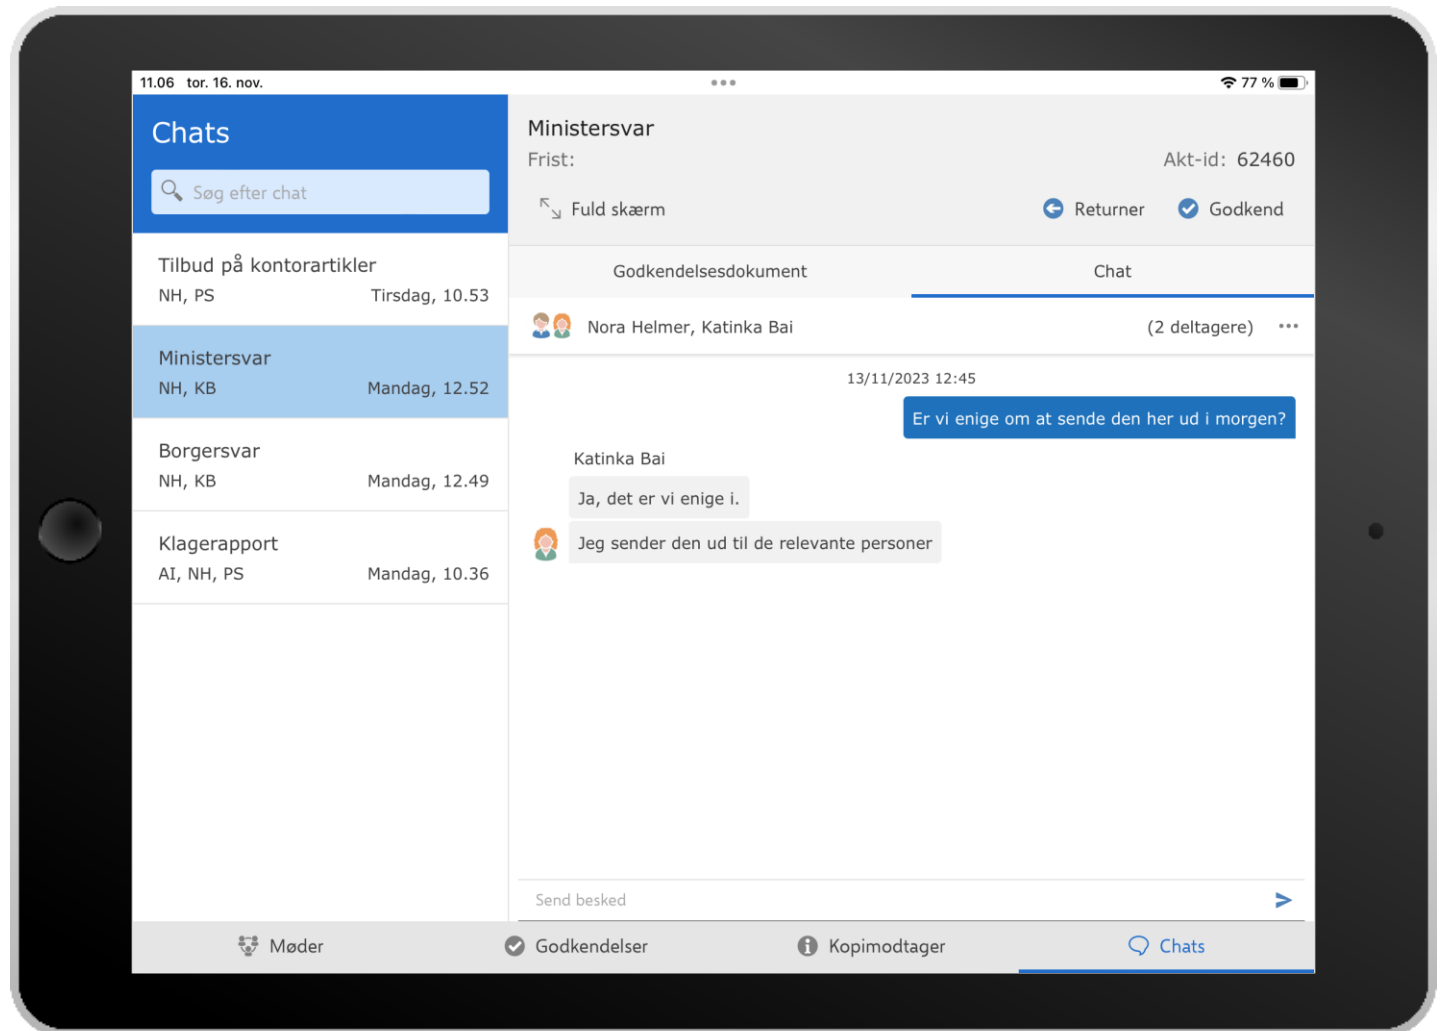 11.06 tor. 16. nov.
77 %
Chats
Søg efter chat
Tilbud på kontorartikler
NH, PS Tirsdag, 10.53
Ministersvar
NH, KB Mandag, 12.52
Borgersvar
NH, KB Mandag, 12.49
Klagerapport
AI, NH, PS Mandag, 10.36
Ministersvar
Frist: Akt-id: 62460
Fuld skærm Returner Godkend
Godkendelsesdokument Chat
Nora Helmer, Katinka Bai (2 deltagere)
13/11/2023 12:45
Er vi enige om at sende den her ud i morgen?
Katinka Bai
Ja, det er vi enige i.
Jeg sender den ud til de relevante personer
Send besked
Møder Godkendelser Kopimodtager Chats